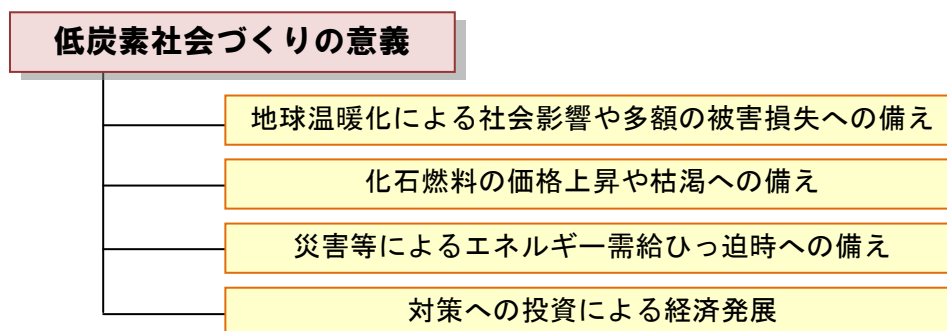 低炭素社会づくりの意義
地球温暖化による社会影響や多額の被害損失への備え
化石燃料の価格上昇や枯渇への備え
災害等によるエネルギー需給ひっ迫時への備え
対策への投資による経済発展